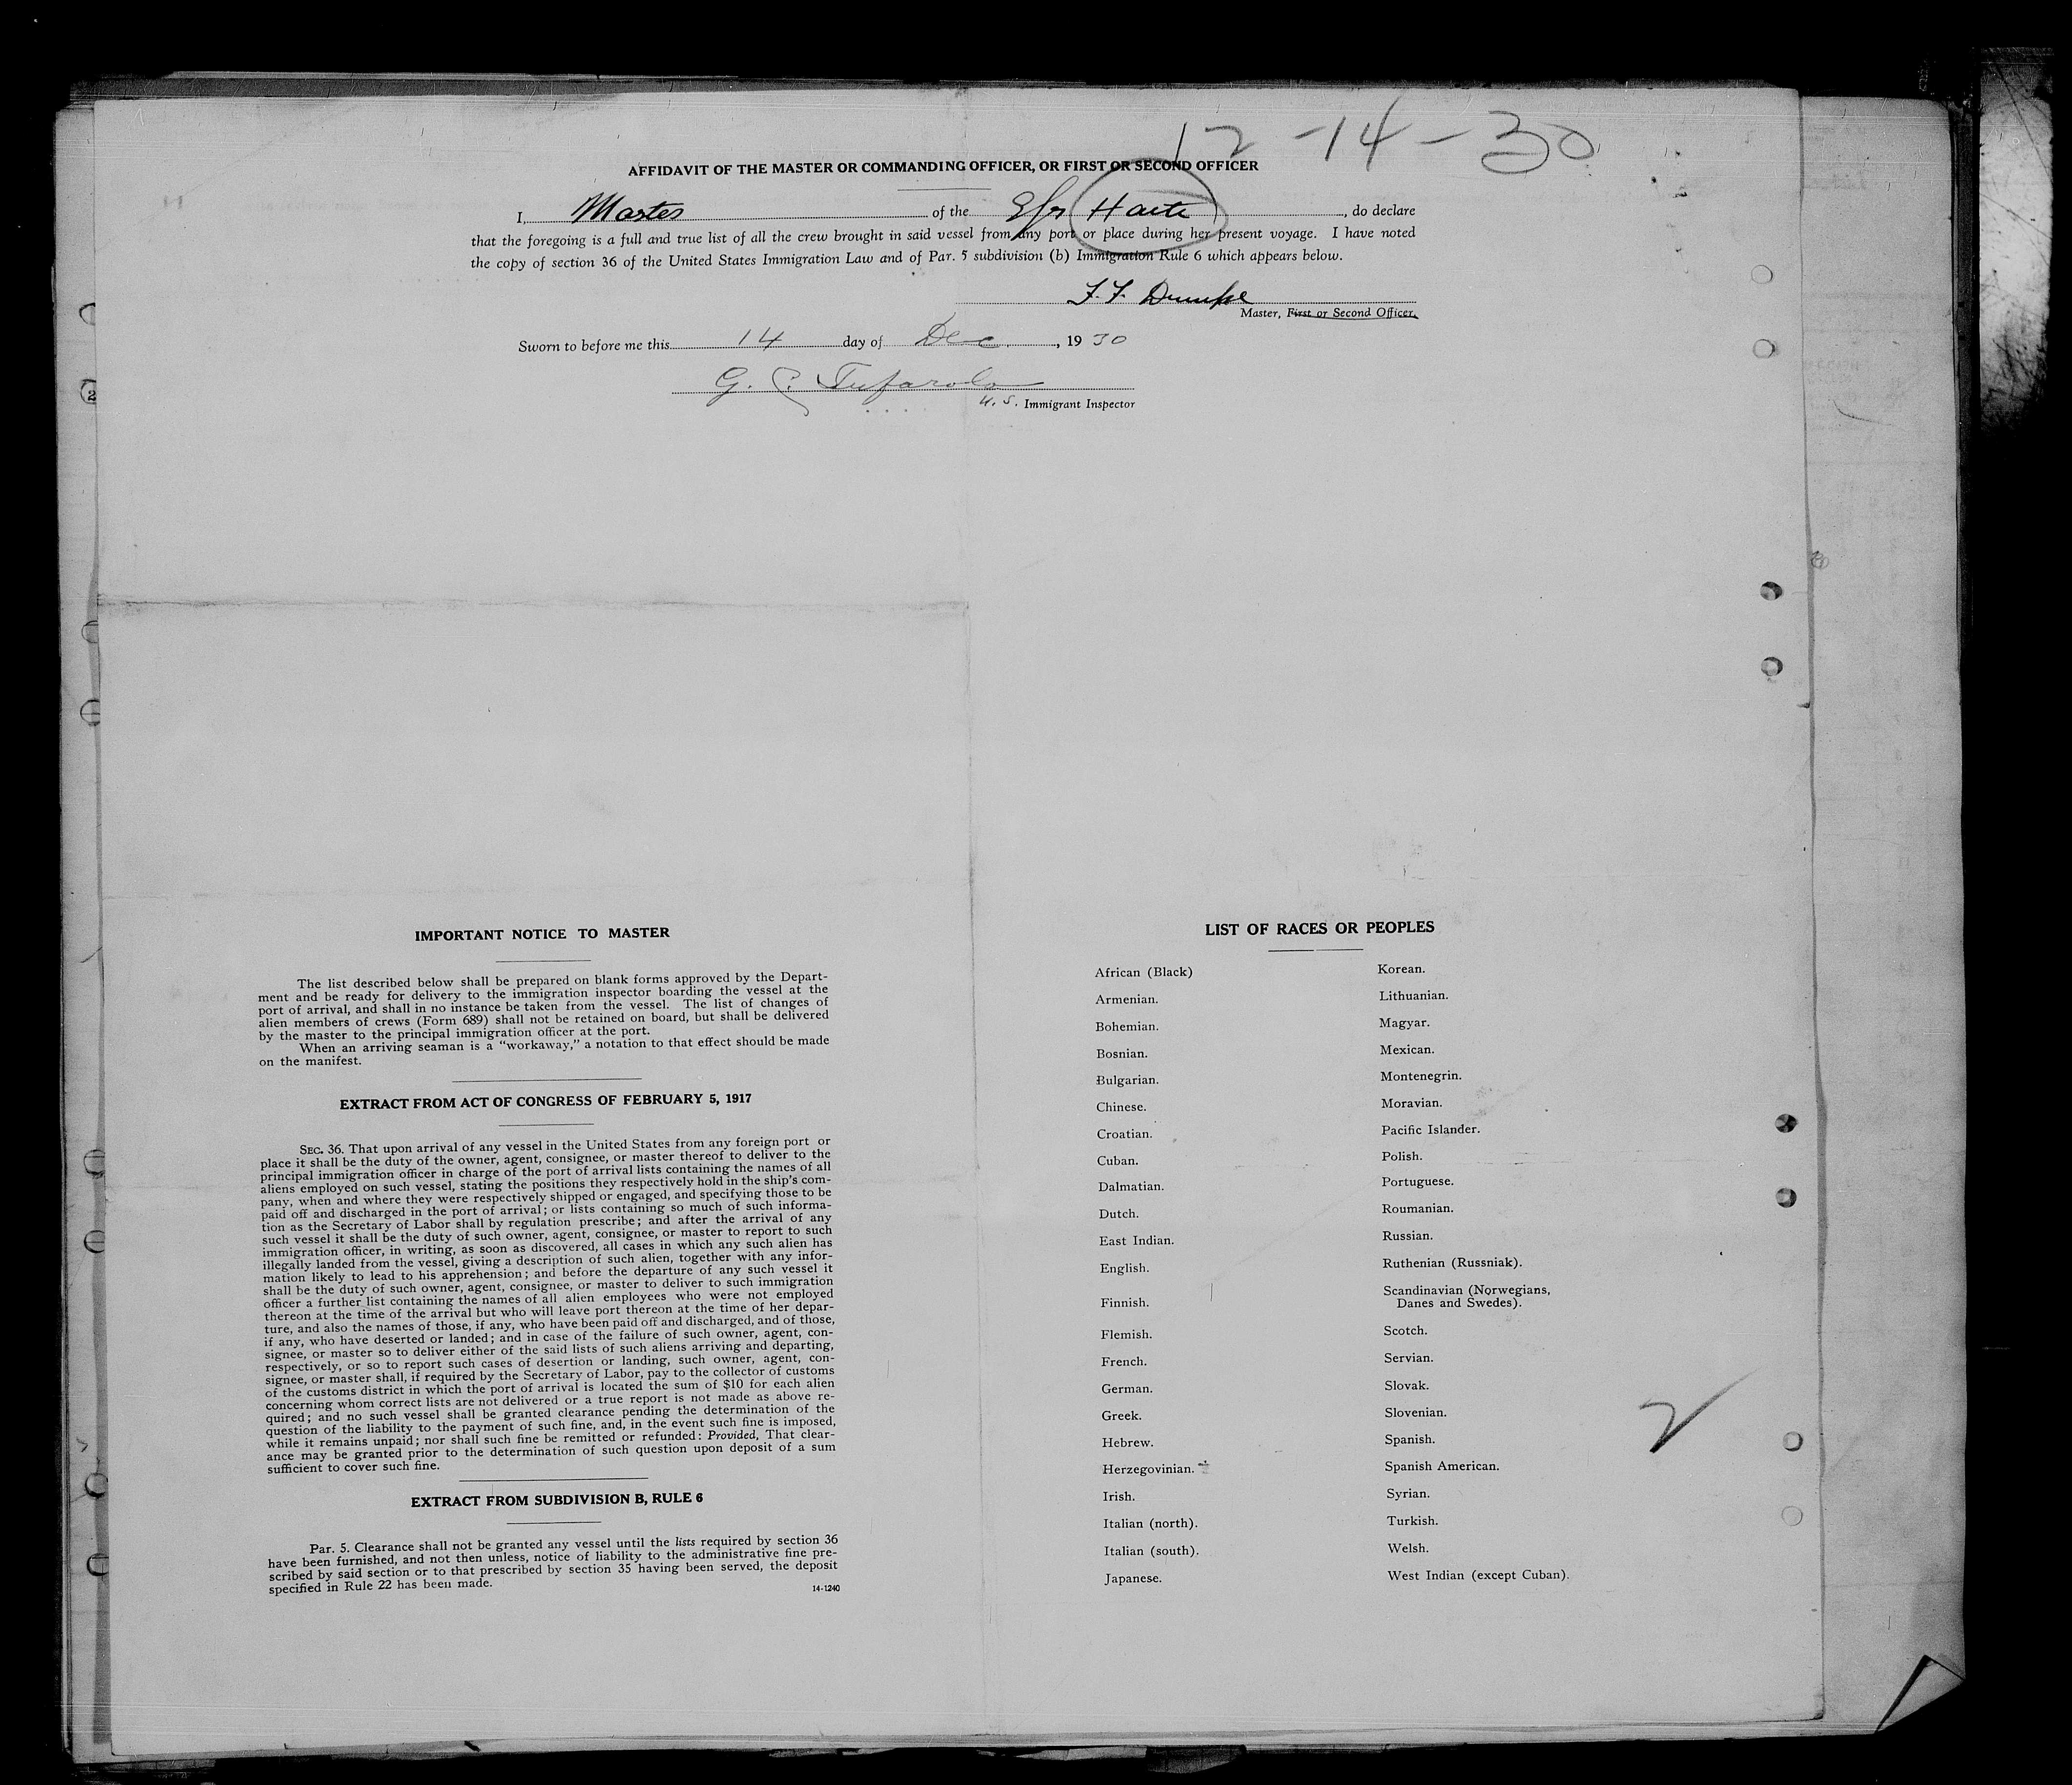 12-14-30
AFFIDAVIT OF THE MASTER OR COMMANDING OFFICER, OR FIRST OR SECOND OFFICER
I, Master of the Haite, do declare
that the foregoing is a full and true list of all the crew brought in said vessel from any port or place during her present voyage. I have noted
the copy of section 36 of the United States Immigration Law and of Par. 5 subdivision (b) Immigration Rule 6 which appears below.
Master, First or Second Officer.
Sworn to before me this 14 day of Dec, 1930
U.S. Immigrant Inspector
2
IMPORTANT NOTICE TO MASTER
The list described below shall be prepared on blank forms approved by the Depart-
ment and be ready for delivery to the immigration inspector boarding the vessel at the
port of arrival, and shall in no instance be taken from the vessel. The list of changes of
alien members of crews (Form 689) shall not be retained on board, but shall be delivered
by the master to the principal immigration officer at the port.
When an arriving seaman is a "workaway," a notation to that effect should be made
on the manifest.
EXTRACT FROM ACT OF CONGRESS OF FEBRUARY 5, 1917
SEC. 36. That upon arrival of any vessel in the United States from any foreign port or
place it shall be the duty of the owner, agent, consignee, or master thereof to deliver to the
principal immigration officer in charge of the port of arrival lists containing the names of all
aliens employed on such vessel, stating the positions they respectively hold in the ship's com-
pany, when and where they were respectively shipped or engaged, and specifying those to be
paid off and discharged in the port of arrival; or lists containing so much of such informa-
tion as the Secretary of Labor shall by regulation prescribe; and after the arrival of any
such vessel it shall be the duty of such owner, agent, consignee, or master to report to such
immigration officer, in writing, as soon as discovered, all cases in which any such alien has
illegally landed from the vessel, giving a description of such alien, together with any infor-
mation likely to lead to his apprehension; and before the departure of any such vessel it
shall be the duty of such owner, agent, consignee, or master to deliver to such immigration
officer a further list containing the names of all alien employees who were not employed
thereon at the time of the arrival but who will leave port thereon at the time of her depar-
ture, and also the names of those, if any, who have been paid off and discharged, and of those,
if any, who have deserted or landed; and in case of the failure of such owner, agent, con-
signee, or master so to deliver either of the said lists of such aliens arriving and departing,
respectively, or so to report such cases of desertion or landing, such owner, agent, con-
signee, or master shall, if required by the Secretary of Labor, pay to the collector of customs
of the customs district in which the port of arrival is located the sum of $10 for each alien
concerning whom correct lists are not delivered or a true report is not made as above re-
quired; and no such vessel shall be granted clearance pending the determination of the
question of the liability to the payment of such fine, and, in the event such fine is imposed,
while it remains unpaid; nor shall such fine be remitted or refunded: Provided, That clear-
ance may be granted prior to the determination of such question upon deposit of a sum
sufficient to cover such fine.
EXTRACT FROM SUBDIVISION B, RULE 6
Par. 5. Clearance shall not be granted any vessel until the lists required by section 36
have been furnished, and not then unless, notice of liability to the administrative fine pre-
scribed by said section or to that prescribed by section 35 having been served, the deposit
specified in Rule 22 has been made.
14-1240
LIST OF RACES OR PEOPLES
African (Black)
Armenian.
Bohemian.
Bosnian.
Bulgarian.
Chinese.
Croatian.
Cuban.
Dalmatian.
Dutch.
East Indian.
English.
Finnish.
Flemish.
French.
German.
Greek.
Hebrew.
Herzegovinian.
Irish.
Italian (north).
Italian (south).
Japanese.
Korean.
Lithuanian.
Magyar.
Mexican.
Montenegrin.
Moravian.
Pacific Islander.
Polish.
Portuguese.
Roumanian.
Russian.
Ruthenian (Russniak).
Scandinavian (Norwegians,
Danes and Swedes).
Scotch.
Servian.
Slovak.
Slovenian.
Spanish.
Spanish American.
Syrian.
Turkish.
Welsh.
West Indian (except Cuban).